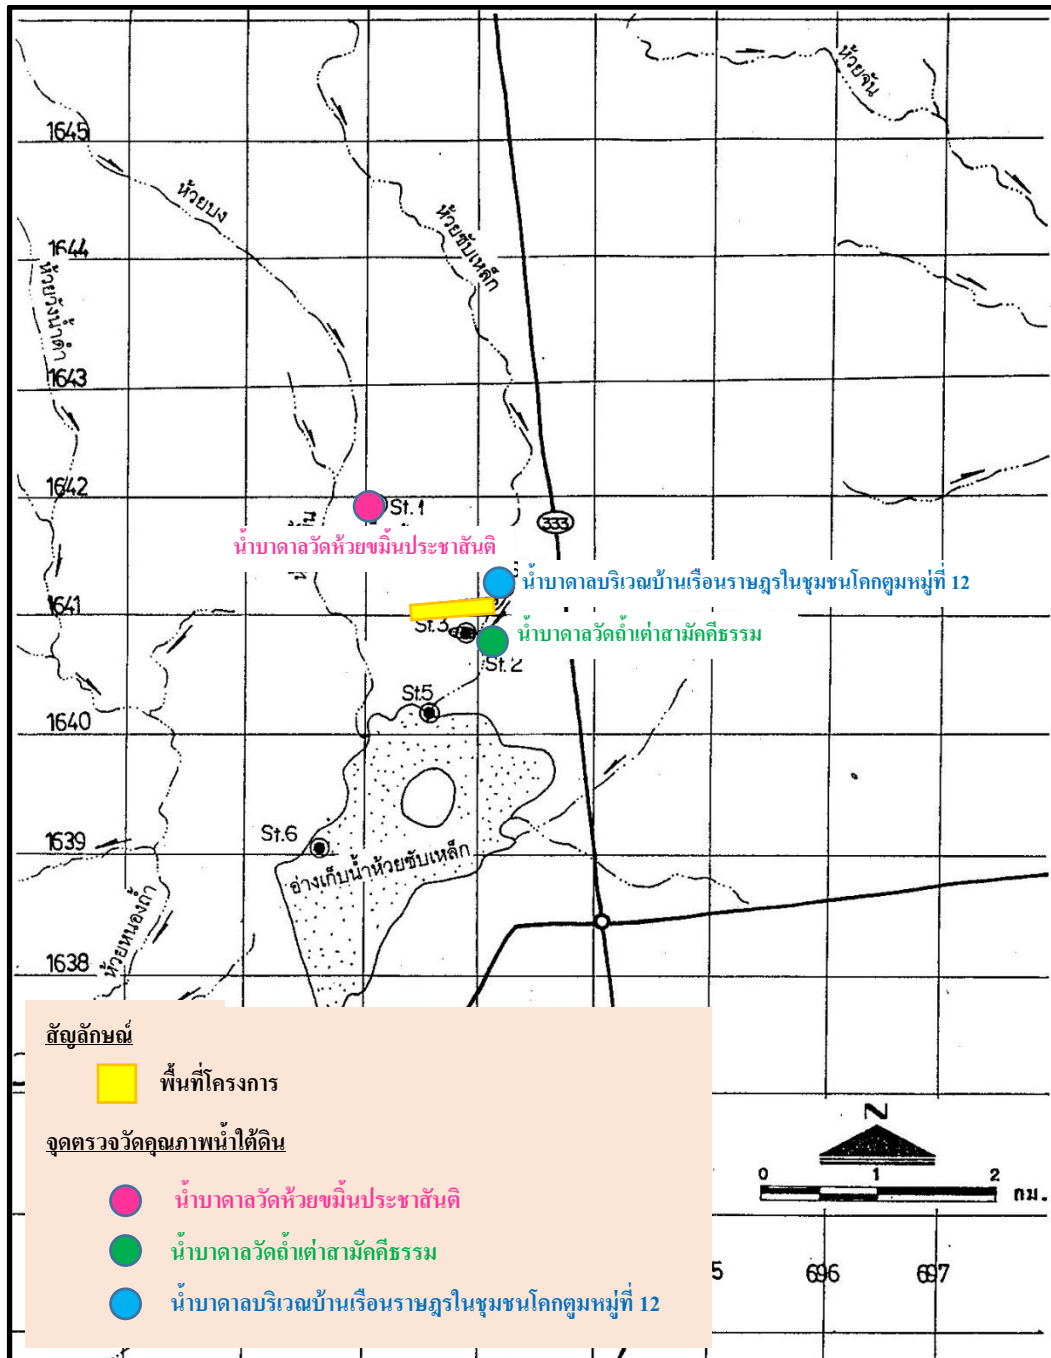 ห้วยจัน
1645
ห้วยบง
ห้วยซับเหล็ก
1644
ห้วยวังน้ำดำ
1643
1642
St.1
333
น้ำบาดาลวัดห้วยขมิ้นประชาสันติ
น้ำบาดาลบริเวณบ้านเรือนราษฎรในชุมชนโคกตูมหมู่ที่ 12
1641
St.3
น้ำบาดาลวัดถ้ำเต่าสามัคคีธรรม
St.2
St.5
1640
1639
St.6
อ่างเก็บน้ำห้วยซับเหล็ก
ห้วยหนองถ้ำ
1638
สัญลักษณ์
พื้นที่โครงการ
จุดตรวจวัดคุณภาพน้ำใต้ดิน
น้ำบาดาลวัดห้วยขมิ้นประชาสันติ
น้ำบาดาลวัดถ้ำเต่าสามัคคีธรรม
น้ำบาดาลบริเวณบ้านเรือนราษฎรในชุมชนโคกตูมหมู่ที่ 12
N
0 1 2
กม.
5 696 697